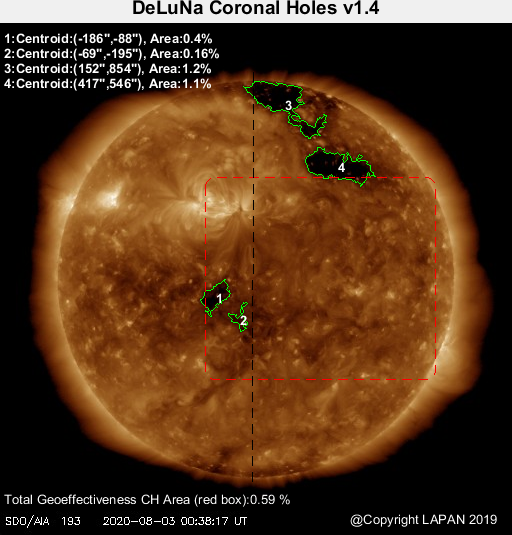 DeLuNa Coronal Holes v1.4
1:Centroid:(-186",-88"), Area:0.4%
2:Centroid:(-69",-195"), Area:0.16%
3:Centroid:(152",854"), Area:1.2%
4:Centroid:(417",546"), Area:1.1%
3
4
1
2
Total Geoeffectiveness CH Area (red box):0.59 %
SDO/AIA 193 2020-08-03 00:38:17 UT
@Copyright LAPAN 2019